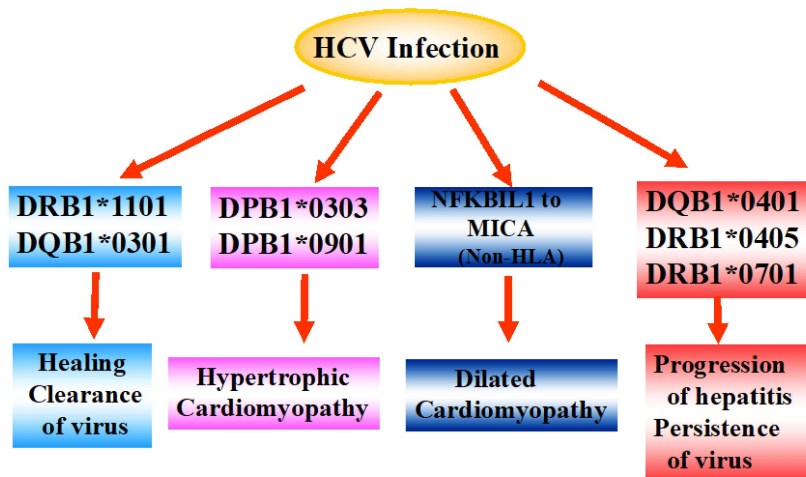 HCV Infection
DRB1*1101
DQB1*0301
DPB1*0303
DPB1*0901
NFKBIL1 to
MICA
(Non-HLA)
DQB1*0401
DRB1*0405
DRB1*0701
Healing
Clearance
of virus
Hypertrophic
Cardiomyopathy
Dilated
Cardiomyopathy
Progression
of hepatitis
Persistence
of virus